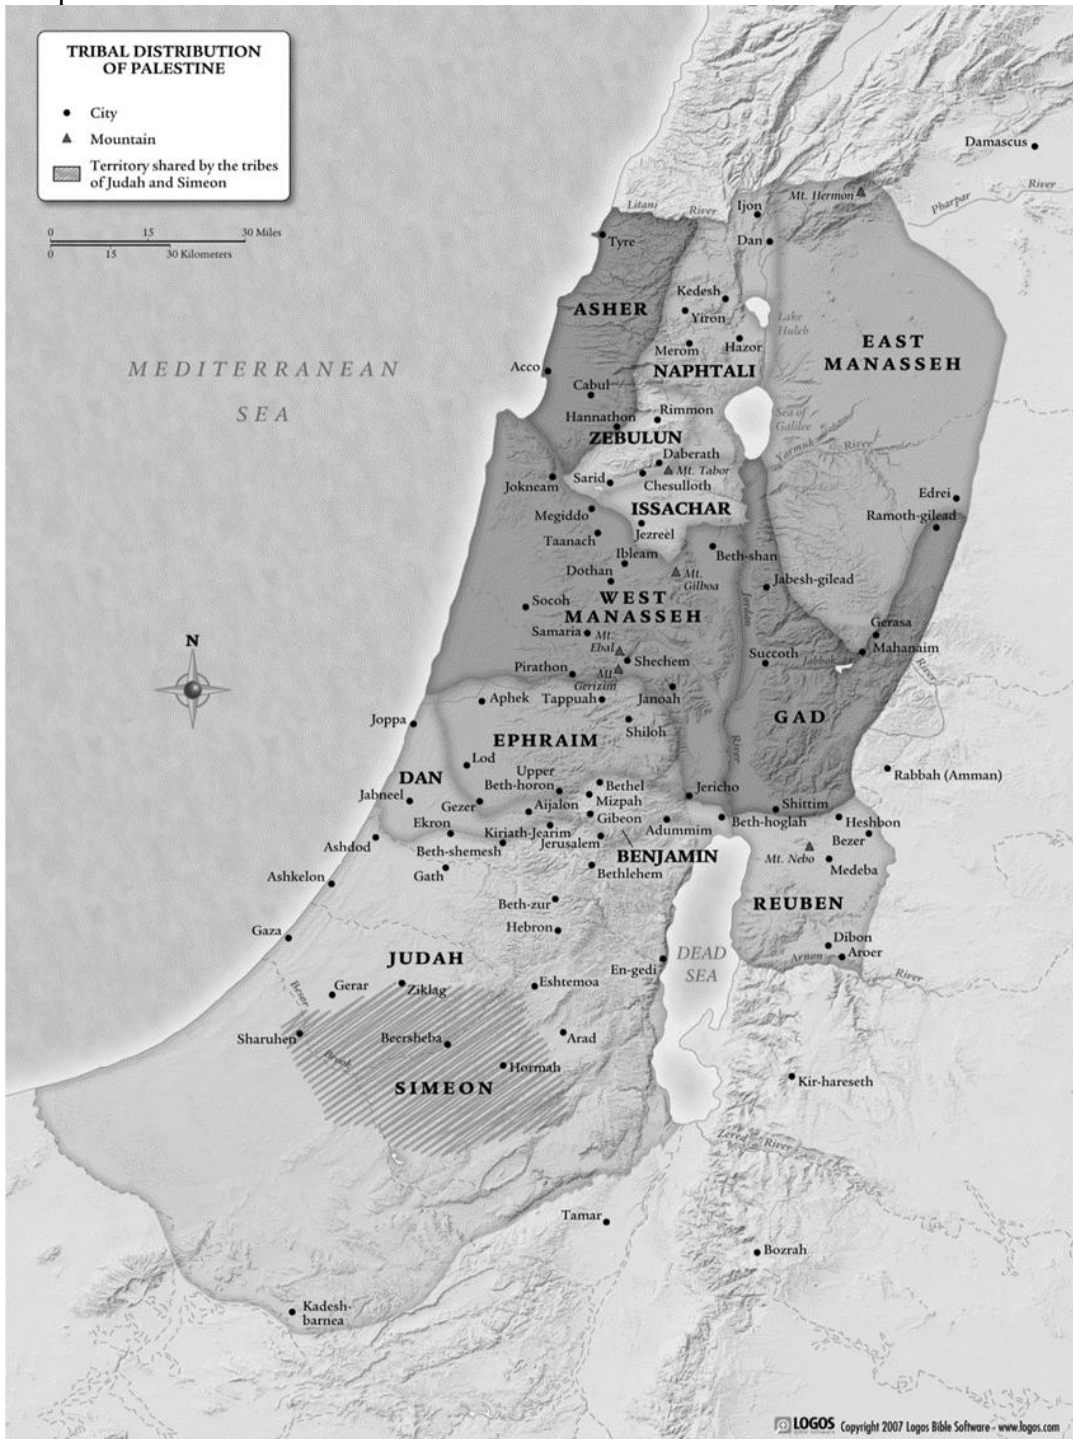 TRIBAL DISTRIBUTION
OF PALESTINE
City
Mountain
Territory shared by the tribes
of Judah and Simeon
0 15 30 Miles
0 15 30 Kilometers
Damascus
Mt. Hermon
Pharpar River
Litani River
Ijon
Tyre
Dan
Kedesh
ASHER
Yiron
Lake
Huleh
EAST
MANASSEH
Merom
Hazor
MEDITERRANEAN
SEA
Acco
NAPHTALI
Cabul
Hannathon
Rimmon
Sea of
Galilee
ZEBULUN
Yarmuk River
Daberath
Mt. Tabor
Sarid
Chesulloth
Jokneam
Edrei
ISSACHAR
Megiddo
Ramoth-gilead
Jezreel
Taanach
Ibleam
Beth-shan
Dothan
Mt.
Gilboa
Jabesh-gilead
WEST
MANASSEH
Socoh
Jordan
River
N
Samaria
Mt.
Ebal
Gerasa
Mahanaim
Shechem
Succoth
Jabbok
River
Pirathon
Mt.
Gerizim
Tappuah
Janoah
Aphek
Joppa
Shiloh
GAD
EPHRAIM
Lod
Upper
Beth-horon
DAN
Rabbah (Amman)
Bethel
Jericho
Jabneel
Gezer
Mizpah
Aijalon
Gibeon
Shittim
Ekron
Kiriath-Jearim
Adummim
Beth-hoglah
Heshbon
Ashdod
Beth-shemesh
Jerusalem
Bezer
BENJAMIN
Mt. Nebo
Gath
Bethlehem
Medeba
Ashkelon
Beth-zur
REUBEN
Gaza
Hebron
Dibon
JUDAH
DEAD
SEA
Arnon River
Aroer
En-gedi
Gerar
Ziklag
Eshtemoa
Besor
Brook
Sharuhen
Beersheba
Arad
Hormah
SIMEON
Kir-hareseth
Zered River
Tamar
Bozrah
Kadesh-
barnea
LOGOS Copyright 2007 Logos Bible Software - www.logos.com